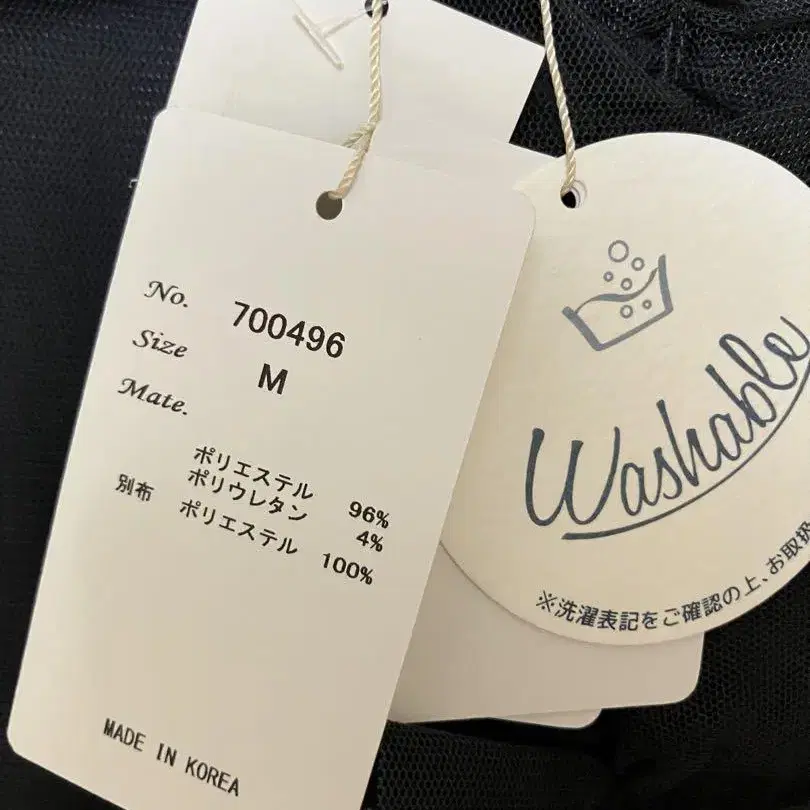 No. 700496
Size M
Mate.
ポリエステル 96%
ポリウレタン 4%
別布 ポリエステル 100%
MADE IN KOREA
Washable
※洗濯表記をご確認の上、お取扱